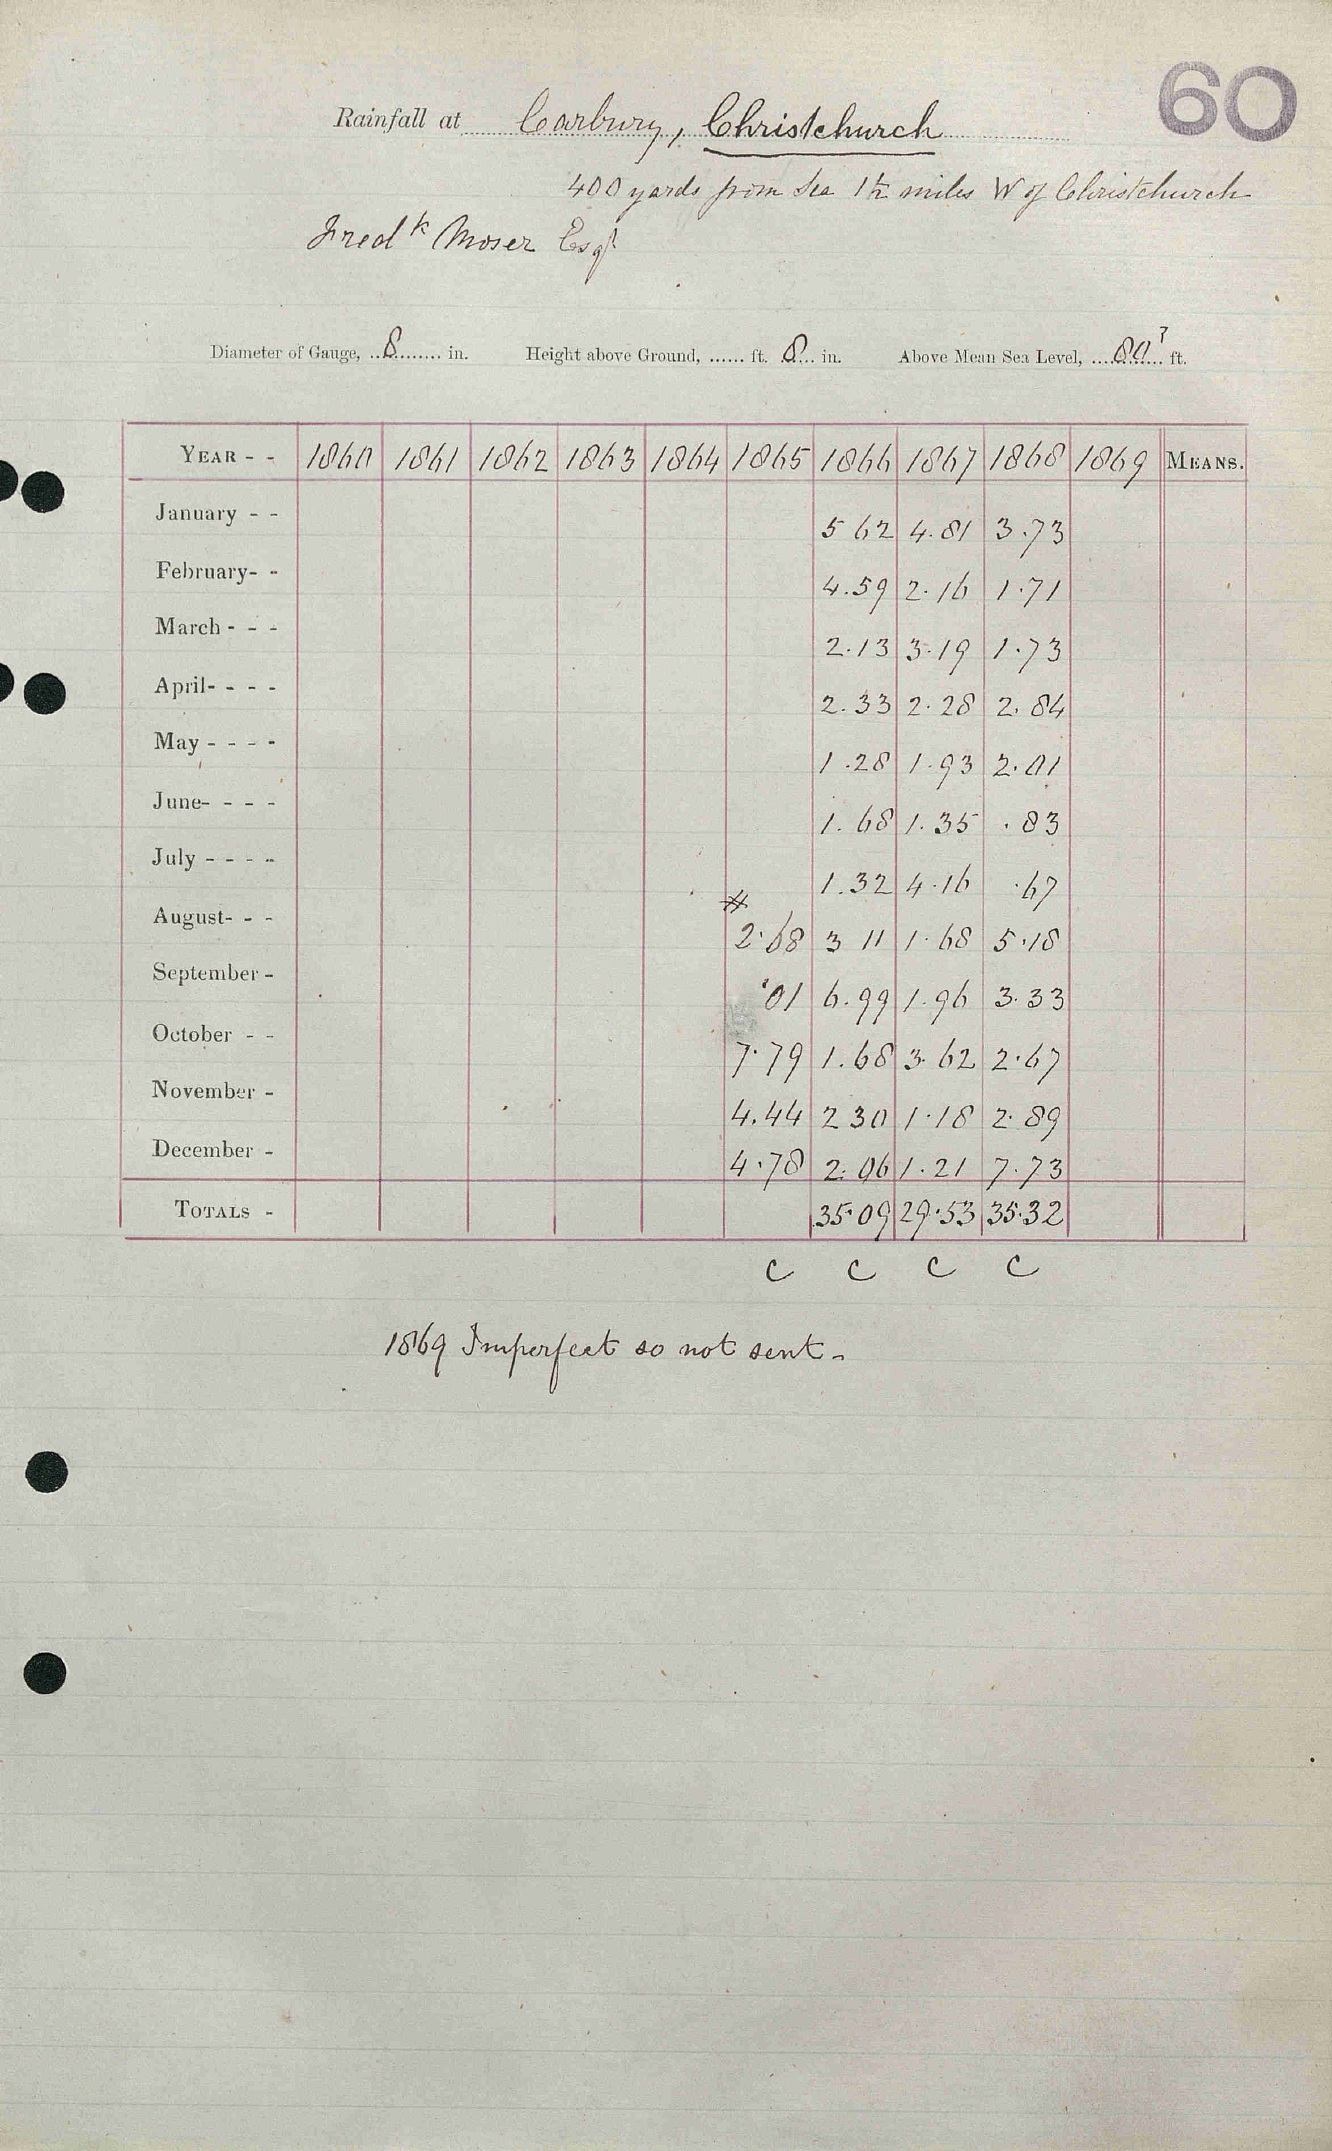 60
Rainfall at Carbury, Christchurch
400 yards from Sea 1½ miles W of Christchurch
Fredk Moser Esqr
Diameter of Gauge, 8 in. Height above Ground, ...... ft. 8 in. Above Mean Sea Level, 80? ft.
YEAR - - 1860 1861 1862 1863 1864 1865 1866 1867 1868 1869 MEANS.
January - - 5 62 4.81 3.73
February- - 4.59 2.16 1.71
March - - - 2.13 3.19 1.73
April- - - - 2.33 2.28 2.84
May - - - - 1.28 1.93 2.01
June- - - - 1.68 1.35 .83
July - - - - 1.32 4.16 .67
August- - - # 2.68 3 11 1.68 5.18
September - .01 6.99 1.96 3.33
October - - 7.79 1.68 3.62 2.67
November - 4.44 2 30 1.18 2.89
December - 4.78 2.06 1.21 7.73
TOTALS - 35.09 29.53 35.32
C C C C
1869 Imperfect so not sent -